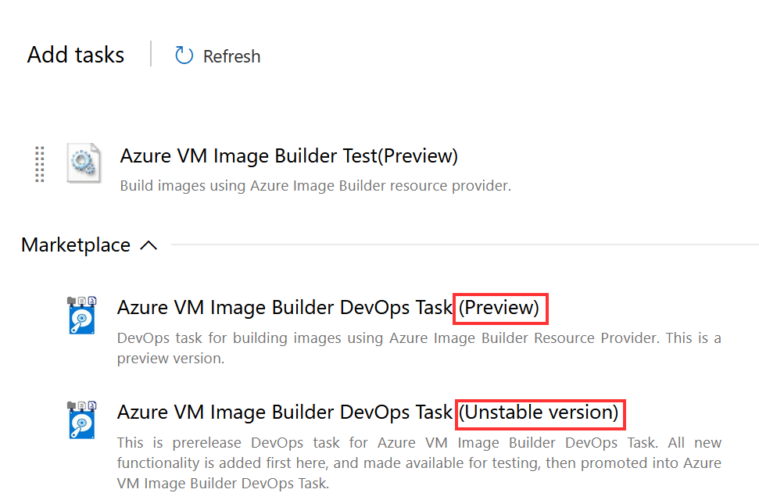 Add tasks
Refresh
Azure VM Image Builder Test(Preview)
Build images using Azure Image Builder resource provider.
Marketplace
Azure VM Image Builder DevOps Task (Preview)
DevOps task for building images using Azure Image Builder Resource Provider. This is a
preview version.
Azure VM Image Builder DevOps Task (Unstable version)
This is prerelease DevOps task for Azure VM Image Builder DevOps Task. All new
functionality is added first here, and made available for testing, then promoted into Azure
VM Image Builder DevOps Task.